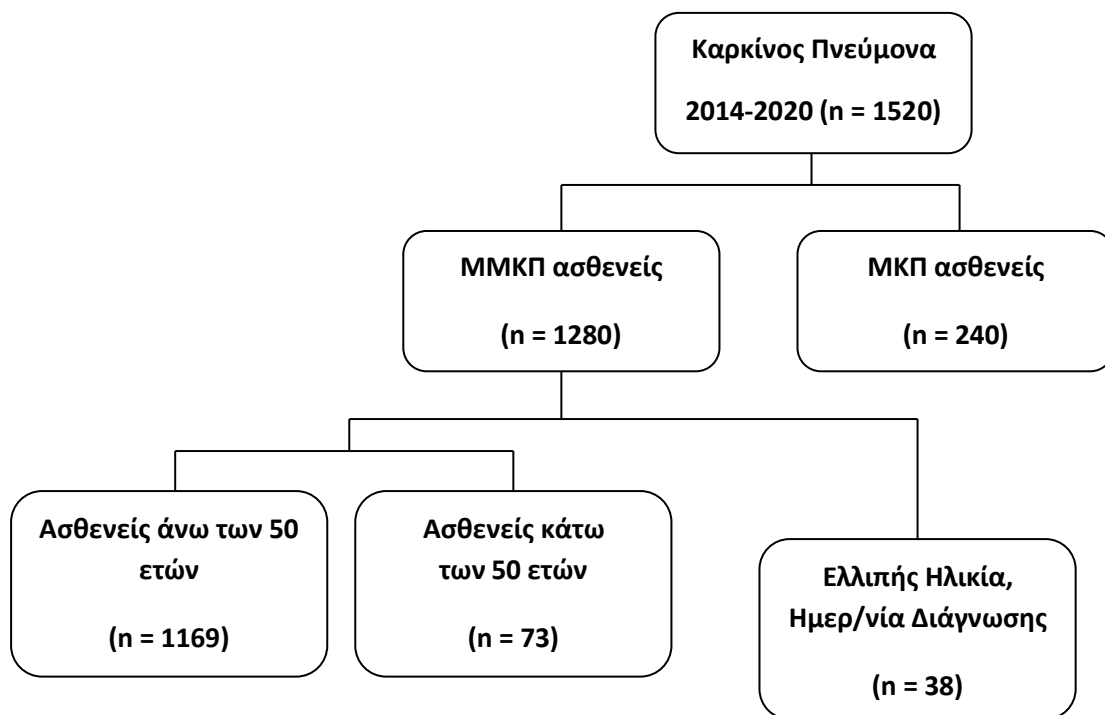 Καρκίνος Πνεύμονα
2014-2020 (n = 1520)
ΜΜΚΠ ασθενείς
(n = 1280)
ΜΚΠ ασθενείς
(n = 240)
Ασθενείς άνω των 50
ετών
(n = 1169)
Ασθενείς κάτω
των 50 ετών
(n = 73)
Ελλιπής Ηλικία,
Ημερ/νία Διάγνωσης
(n = 38)